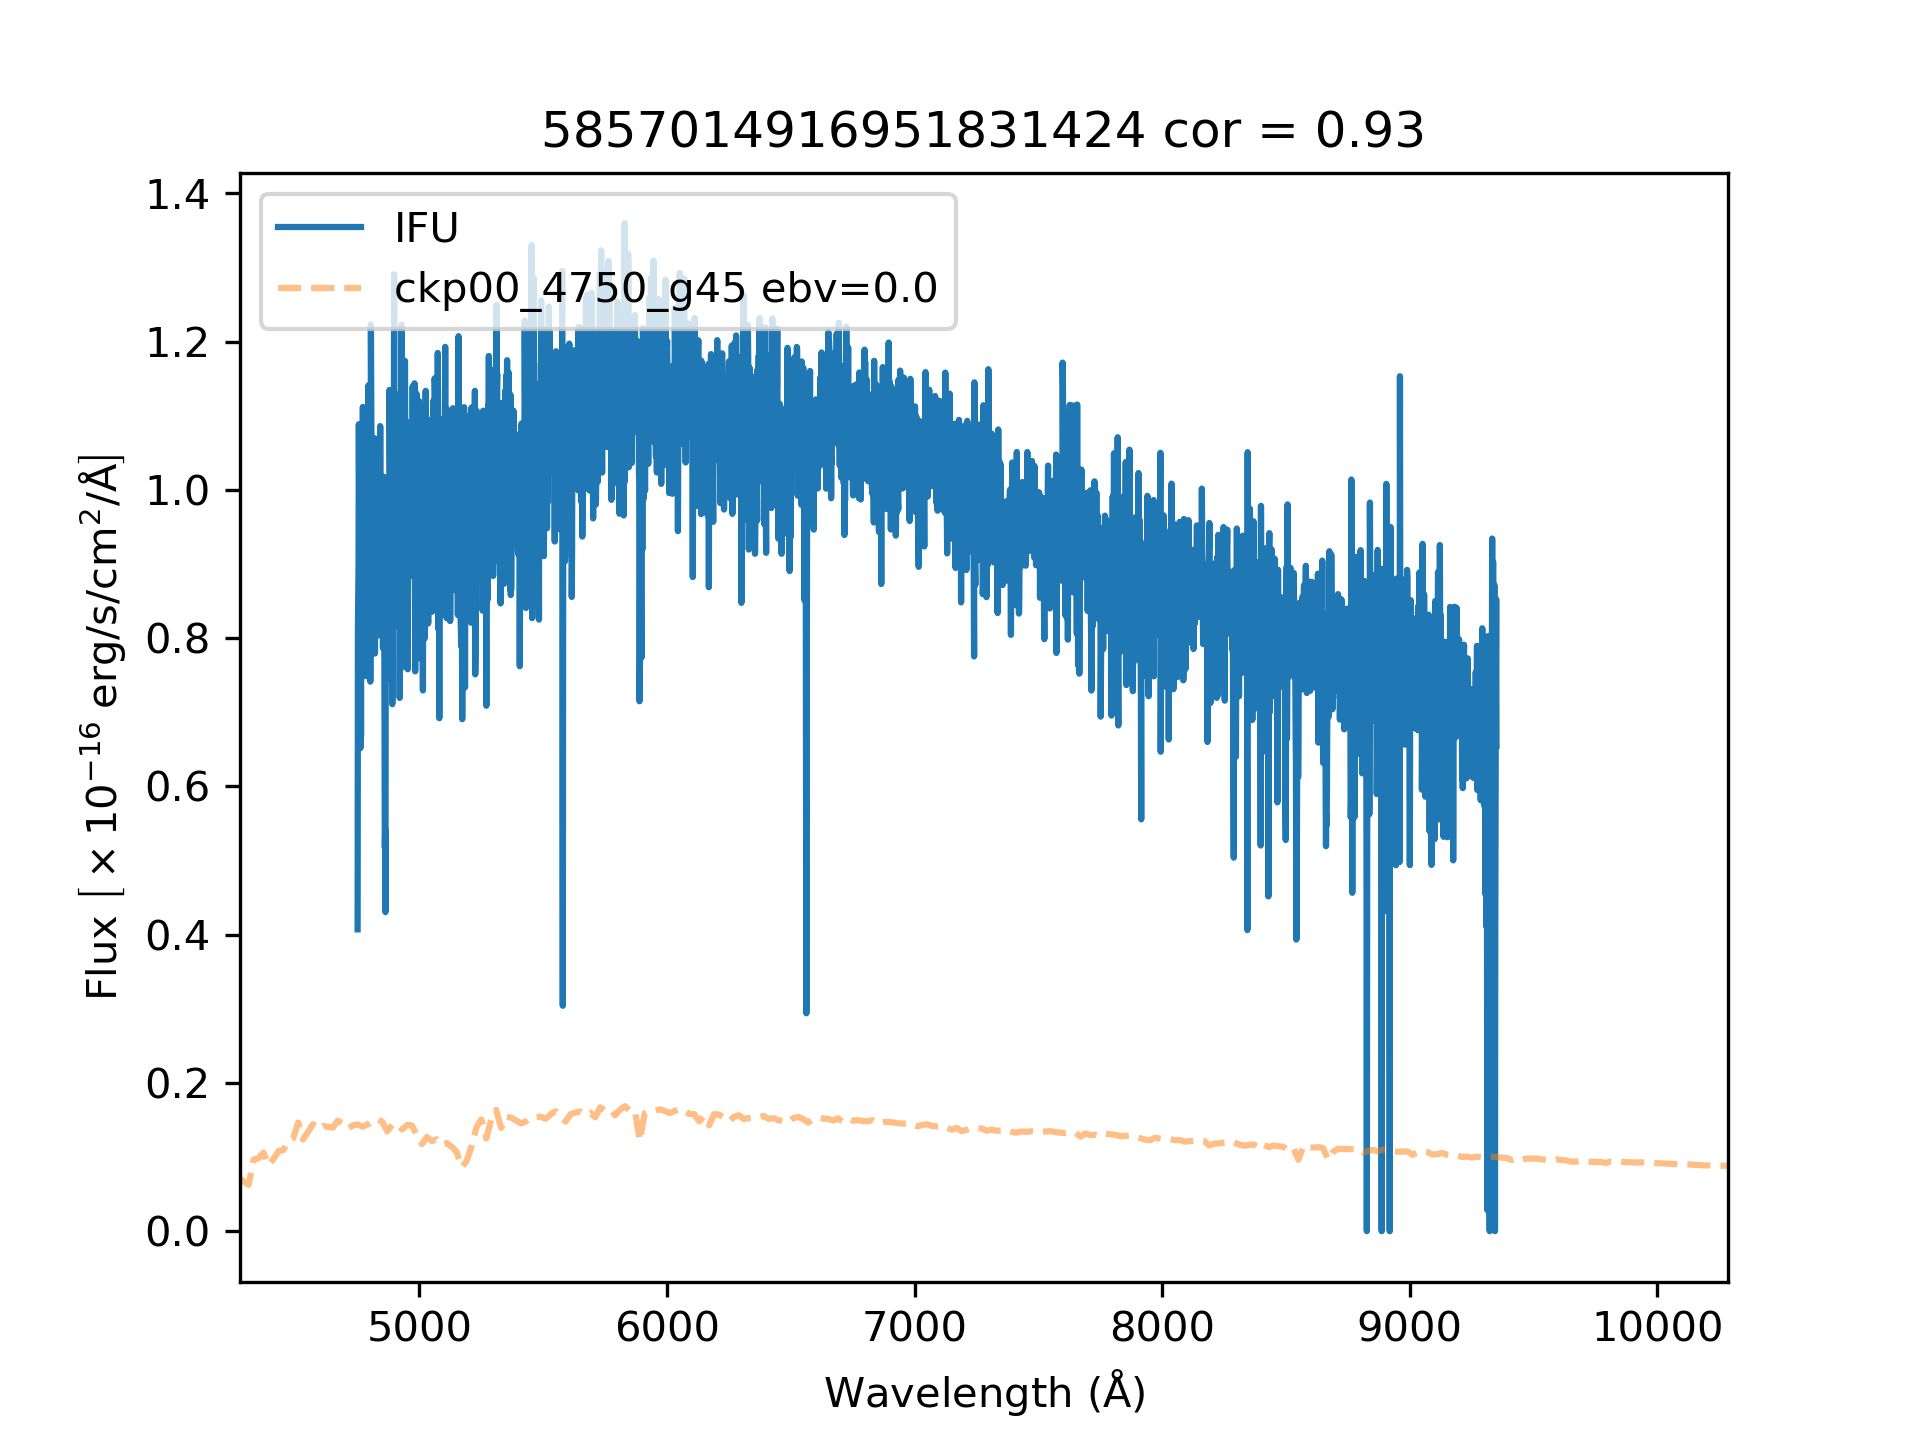 5857014916951831424 cor = 0.93
IFU
ckp00_4750_g45 ebv=0.0
1.4
1.2
1.0
0.8
0.6
0.4
0.2
0.0
Flux [×10⁻¹⁶ erg/s/cm²/Å]
5000 6000 7000 8000 9000 10000
Wavelength (Å)